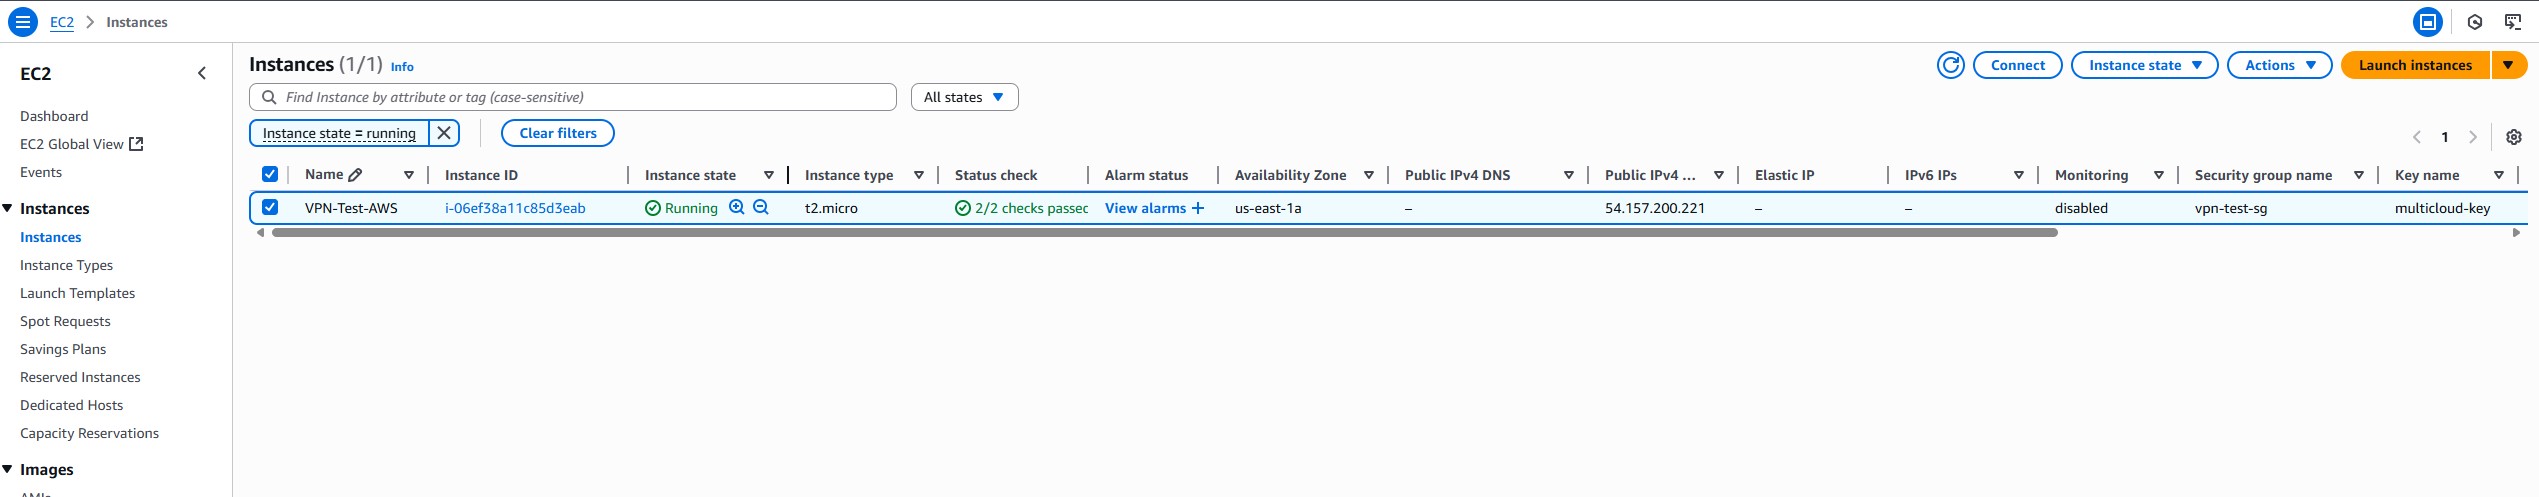 EC2 > Instances
EC2
Dashboard
EC2 Global View
Events
Instances
Instances
Instance Types
Launch Templates
Spot Requests
Savings Plans
Reserved Instances
Dedicated Hosts
Capacity Reservations
Images
AMIs
Instances (1/1) Info
Connect
Instance state
Actions
Launch instances
Find Instance by attribute or tag (case-sensitive)
All states
Instance state = running
Clear filters
1
Name Instance ID Instance state Instance type Status check Alarm status Availability Zone Public IPv4 DNS Public IPv4 ... Elastic IP IPv6 IPs Monitoring Security group name Key name
VPN-Test-AWS i-06ef38a11c85d3eab Running t2.micro 2/2 checks passec View alarms + us-east-1a – 54.157.200.221 – – disabled vpn-test-sg multicloud-key